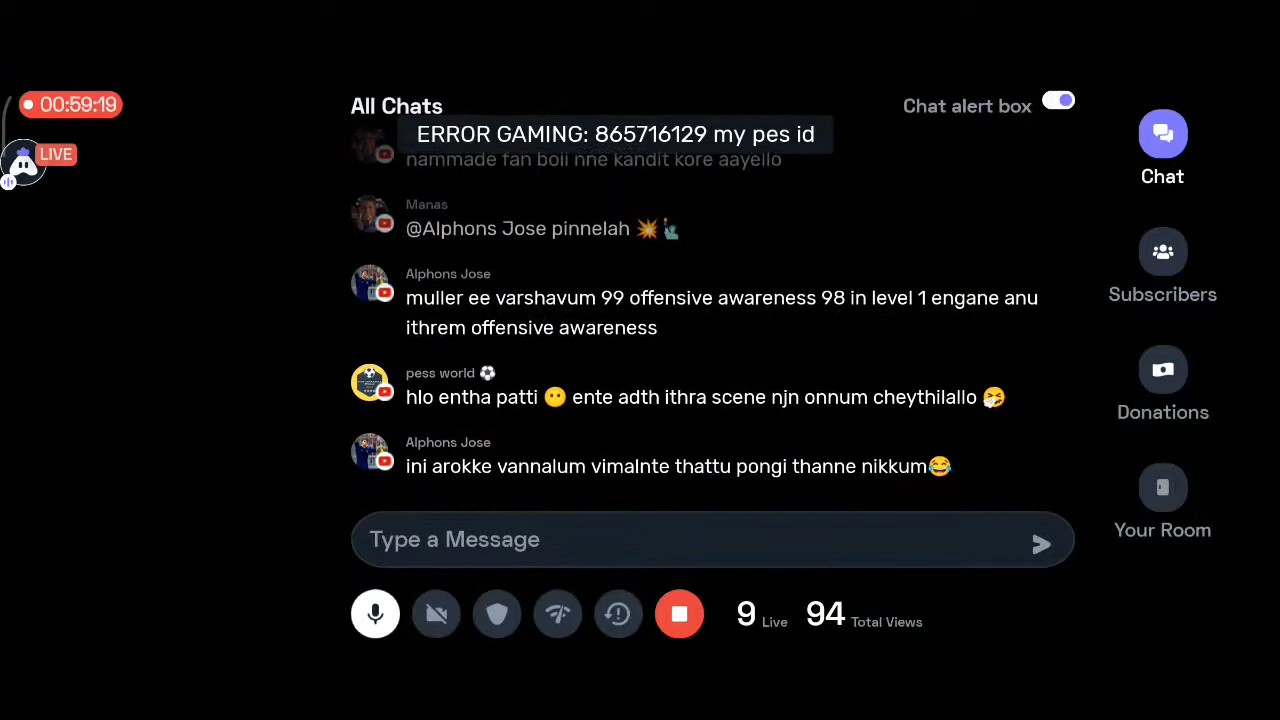 00:59:19
LIVE
All Chats
Chat alert box
ERROR GAMING: 865716129 my pes id
nammade fan boii nne kandit kore aayello
Manas
@Alphons Jose pinnelah 💥🗽
Alphons Jose
muller ee varshavum 99 offensive awareness 98 in level 1 engane anu
ithrem offensive awareness
pess world ⚽
hlo entha patti 😶 ente adth ithra scene njn onnum cheythilallo 🤧
Alphons Jose
ini arokke vannalum vimalnte thattu pongi thanne nikkum😂
Type a Message
9 Live 94 Total Views
Chat
Subscribers
Donations
Your Room